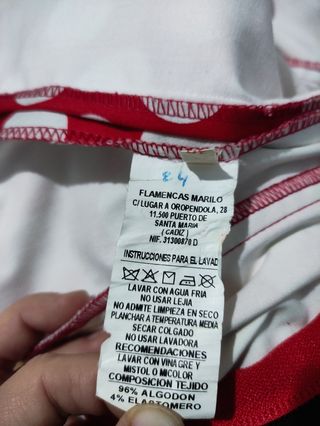 84
FLAMENCAS MARILO
C/LUGAR A OROPENDOLA, 28
11.500 PUERTO DE
SANTA MARIA
( CADIZ )
NIF. 31300870 D
INSTRUCCIONES PARA EL LAVAD
LAVAR CON AGUA FRIA
NO USAR LEJIA
NO ADMITE LIMPIEZA EN SECO
PLANCHAR A TEMPERATURA MEDIA
SECAR COLGADO
NO USAR LAVADORA
RECOMENDACIONES
LAVAR CON VINAGRE Y
MISTOL O MICOLOR
COMPOSICION TEJIDO
96% ALGODON
4% ELASTOMERO